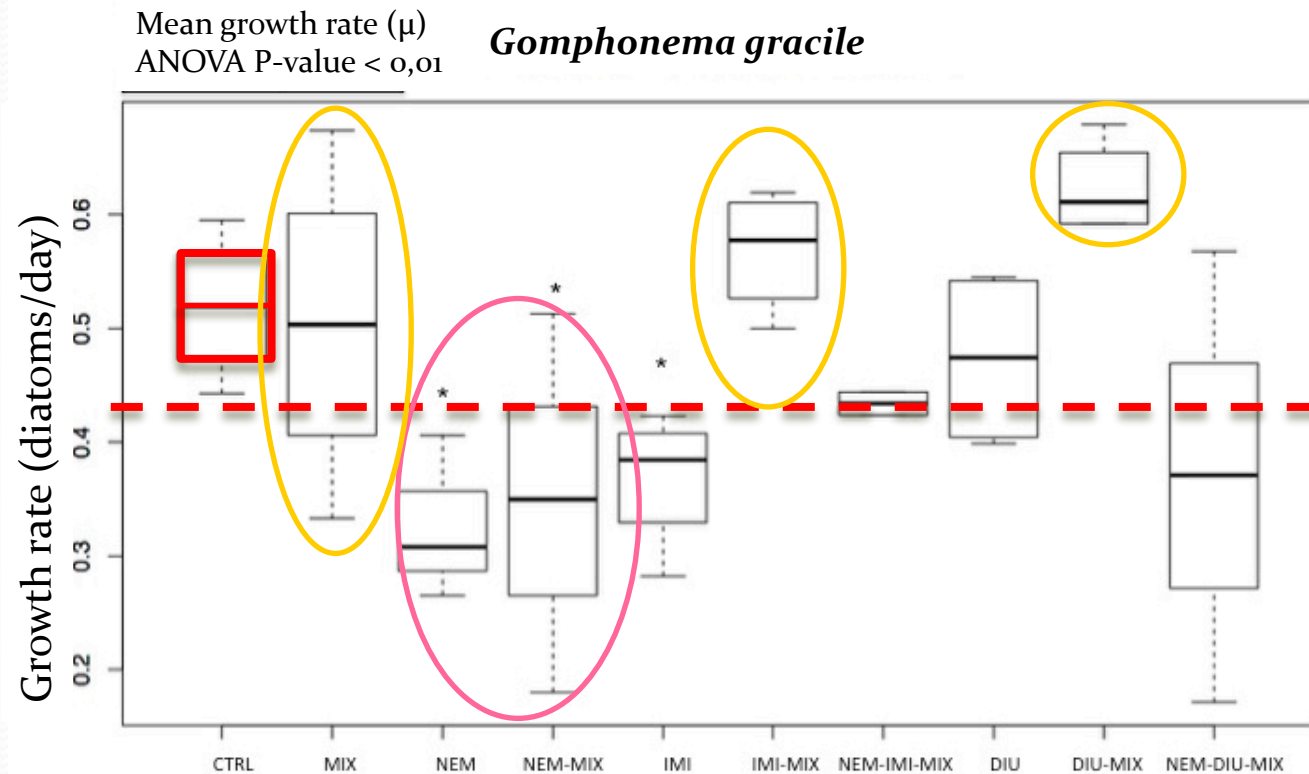 Mean growth rate (μ)
ANOVA P-value < 0,01
Gomphonema gracile
Growth rate (diatoms/day)
0.6
0.5
0.4
0.3
0.2
*
*
*
CTRL MIX NEM NEM-MIX IMI IMI-MIX NEM-IMI-MIX DIU DIU-MIX NEM-DIU-MIX